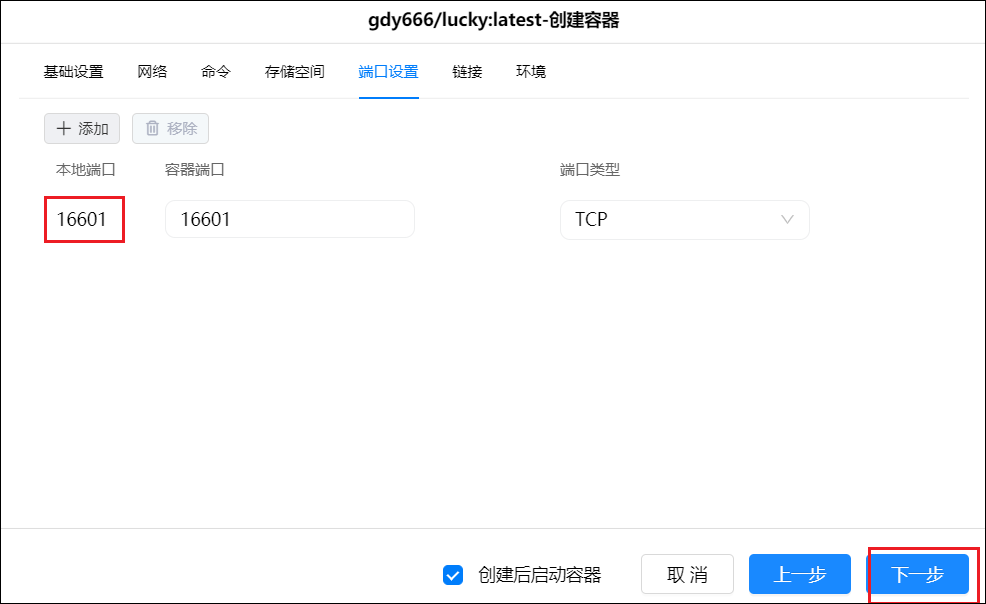 gdy666/lucky:latest-创建容器
基础设置 网络 命令 存储空间 端口设置 链接 环境
添加 移除
本地端口 容器端口 端口类型
16601 16601 TCP
创建后启动容器 取消 上一步 下一步